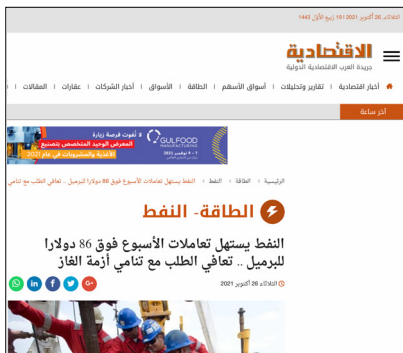 الثلاثاء, 26 أكتوبر 2021 | 19 ربيع الأول 1443
الاقتصادية
جريدة العرب الاقتصادية الدولية
أخبار اقتصادية | تقارير وتحليلات | أسواق الأسهم | الطاقة | الأسواق | أخبار الشركات | عقارات | المقالات |
آخر ساعة
لا تفوت فرصة زيارة
المعرض الوحيد المتخصص بتصنيع
الأغذية والمشروبات في عام 2021
GULFOOD
MANUFACTURING
الرئيسية › الطاقة › النفط › النفط يستهل تعاملات الأسبوع فوق 86 دولارا للبرميل .. تعافي الطلب مع تنامي
الطاقة- النفط
النفط يستهل تعاملات الأسبوع فوق 86 دولارا
للبرميل .. تعافي الطلب مع تنامي أزمة الغاز
الثلاثاء 26 أكتوبر 2021